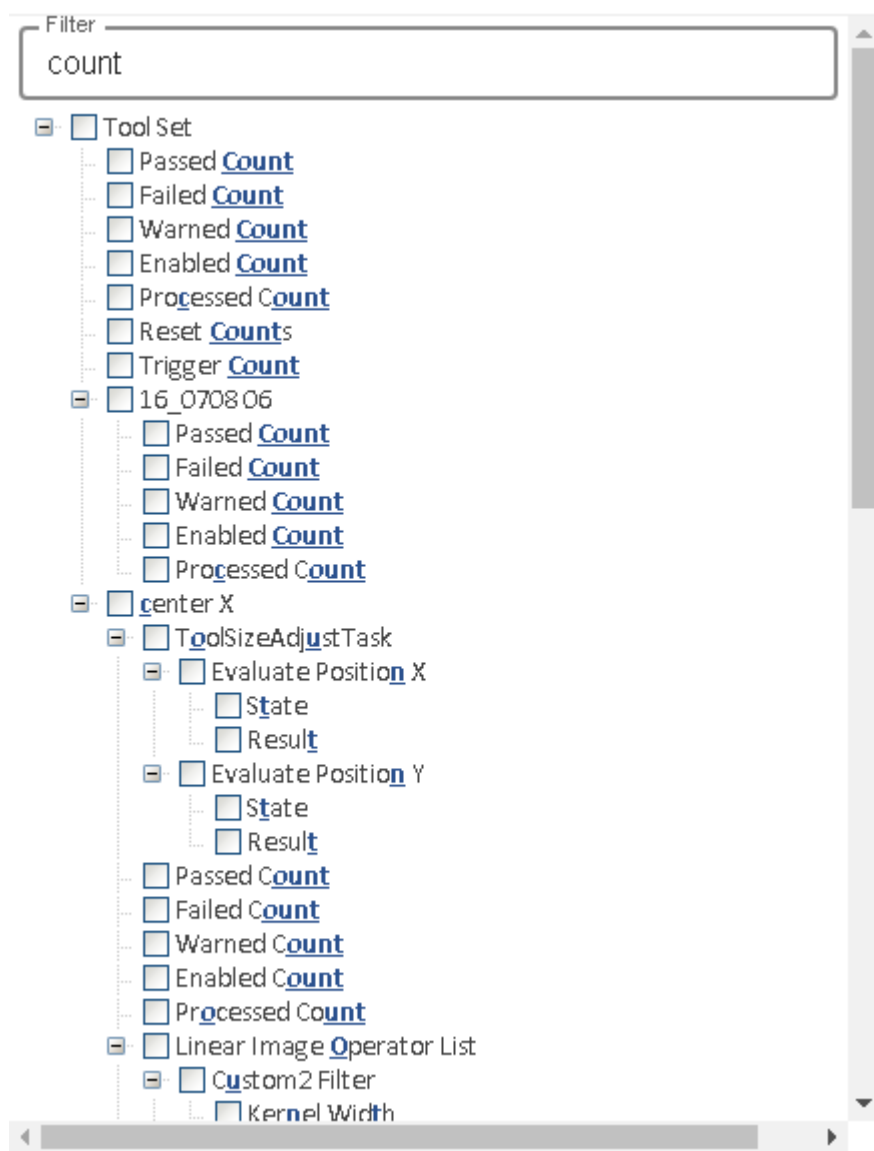 Filter
count
Tool Set
Passed Count
Failed Count
Warned Count
Enabled Count
Processed Count
Reset Counts
Trigger Count
16_070806
Passed Count
Failed Count
Warned Count
Enabled Count
Processed Count
center X
ToolSizeAdjustTask
Evaluate Position X
State
Result
Evaluate Position Y
State
Result
Passed Count
Failed Count
Warned Count
Enabled Count
Processed Count
Linear Image Operator List
Custom2 Filter
Kernel Width